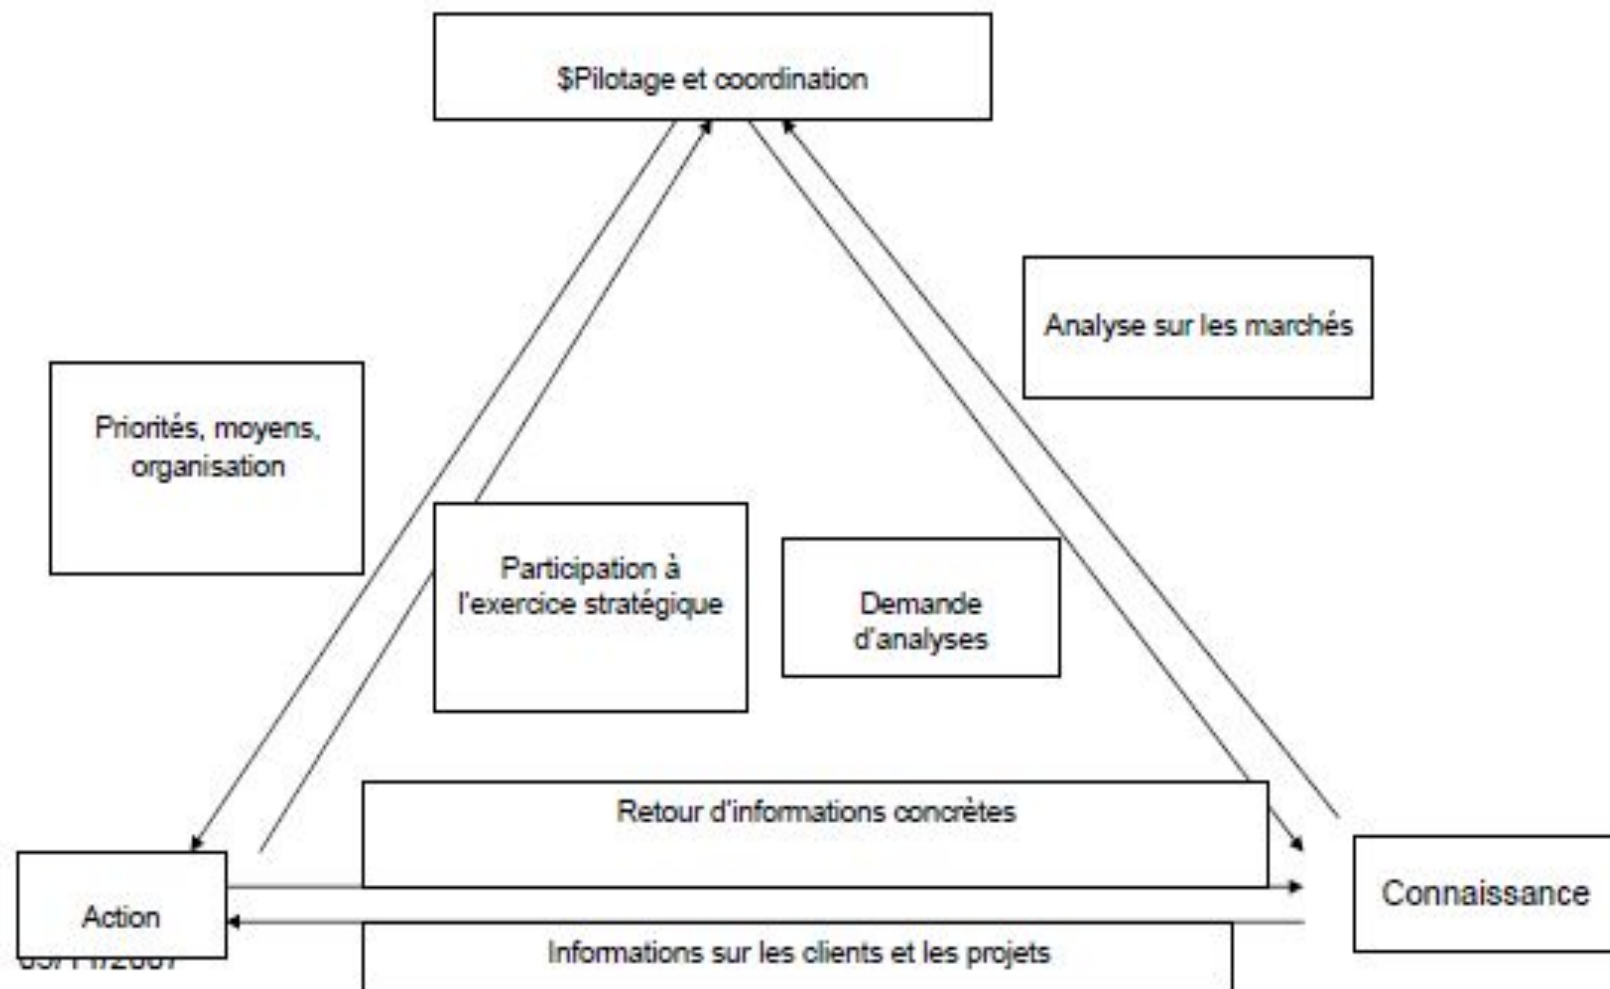 $Pilotage et coordination
Analyse sur les marchés
Priorités, moyens,
organisation
Participation à
l'exercice stratégique
Demande
d'analyses
Retour d'informations concrètes
Connaissance
Action
Informations sur les clients et les projets